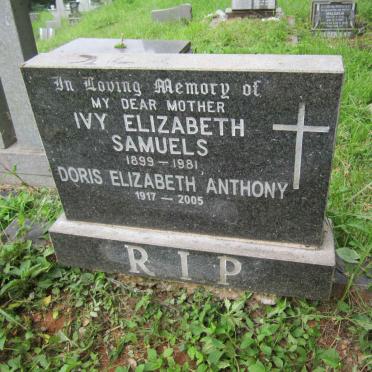 In Loving Memory of
MY DEAR MOTHER
IVY ELIZABETH
SAMUELS
1899 - 1981
DORIS ELIZABETH ANTHONY
1917 - 2005
RIP